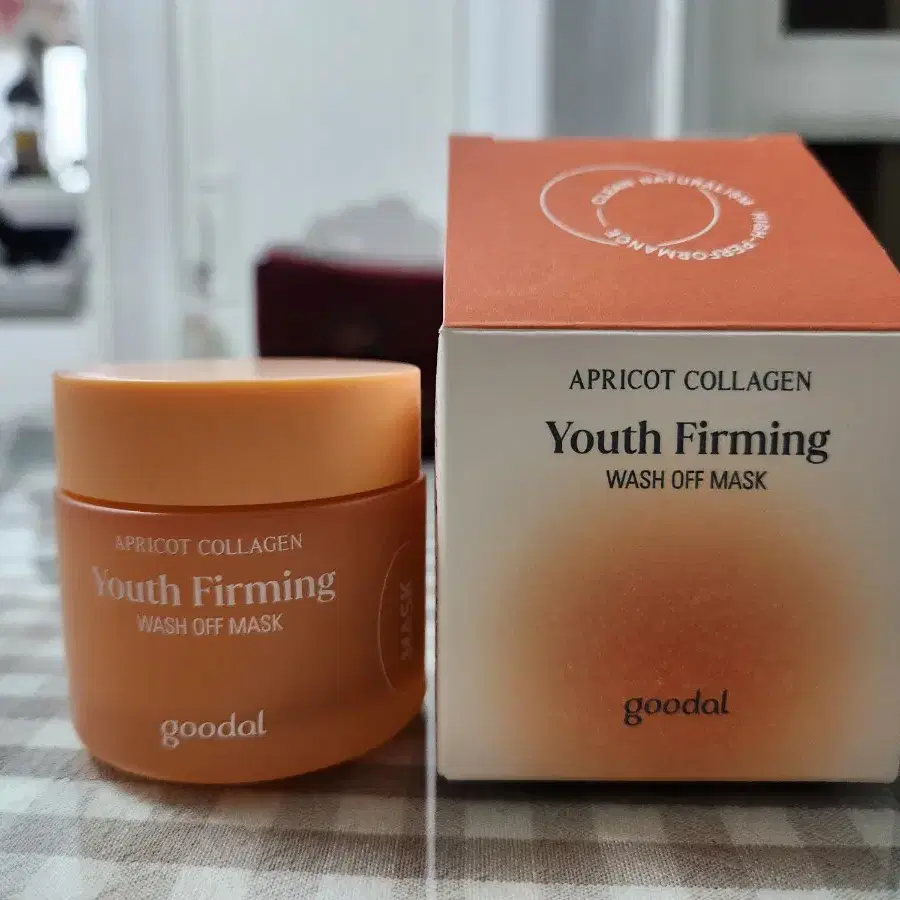 CLEAN NATURALISM HIGH-PERFORMANCE
APRICOT COLLAGEN
Youth Firming
WASH OFF MASK
goodal
APRICOT COLLAGEN
Youth Firming
WASH OFF MASK
MASK
goodal